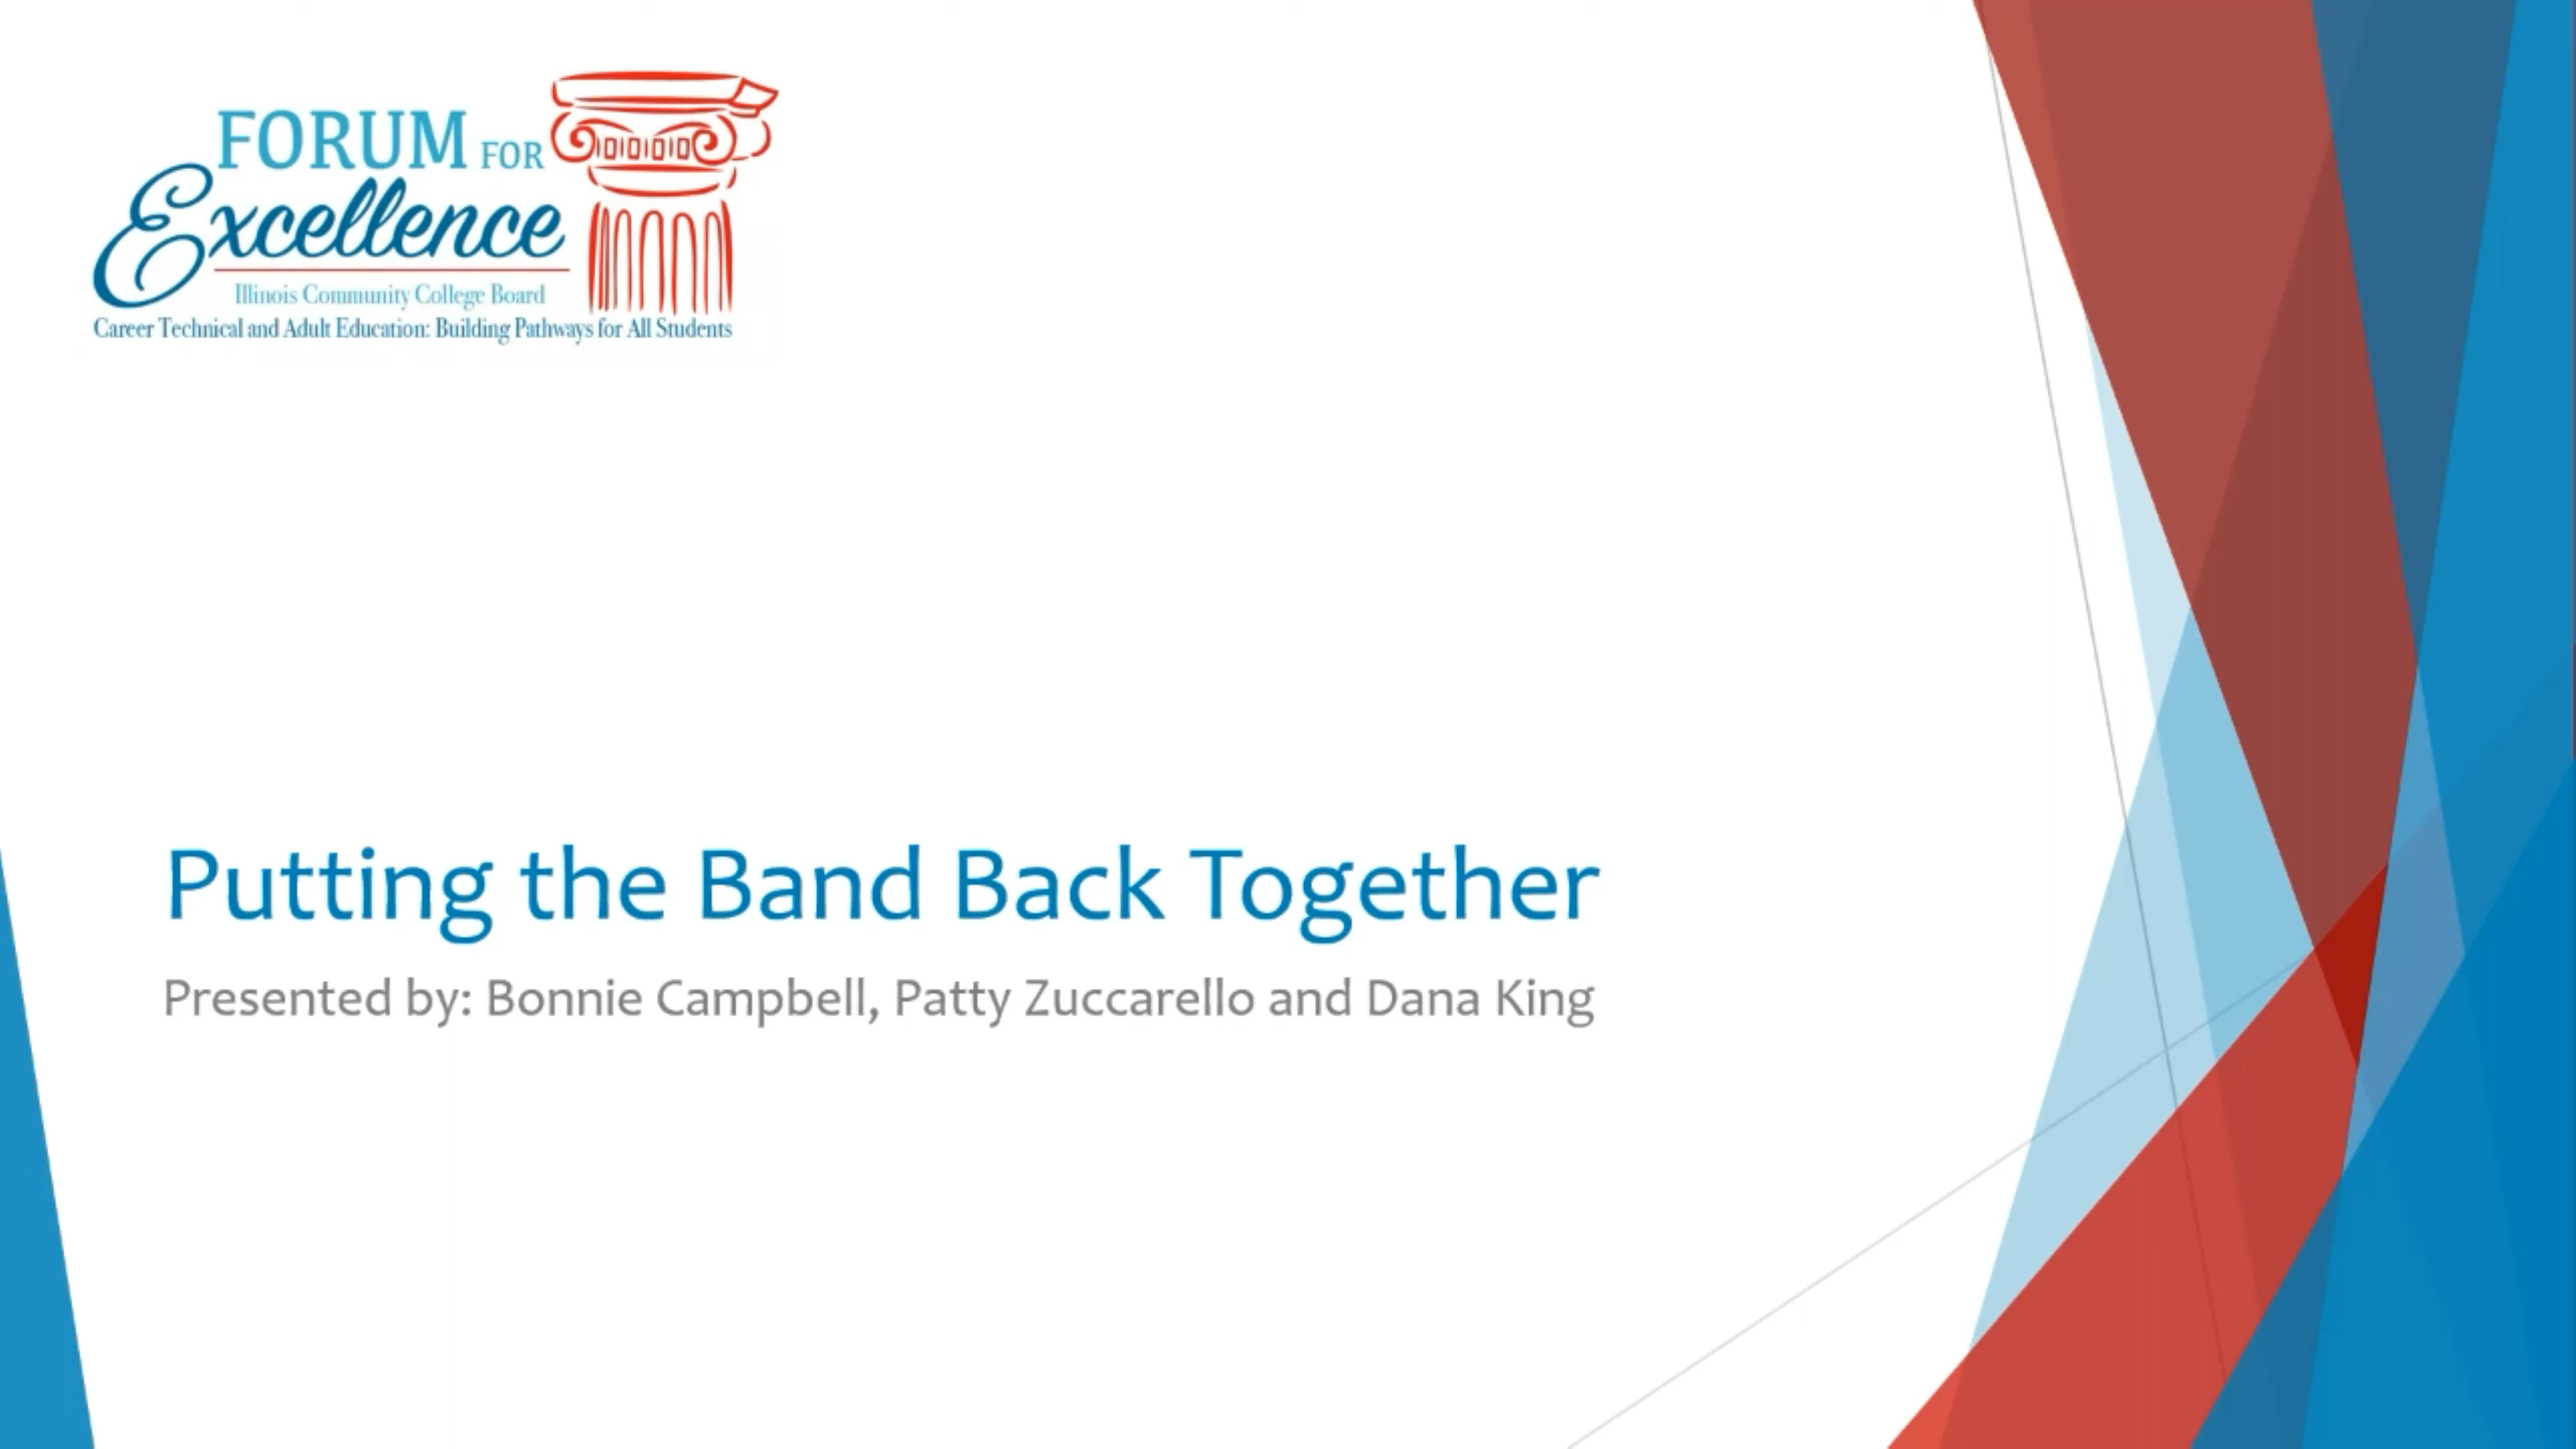 FORUM FOR
Excellence
Illinois Community College Board
Career Technical and Adult Education: Building Pathways for All Students
Putting the Band Back Together
Presented by: Bonnie Campbell, Patty Zuccarello and Dana King